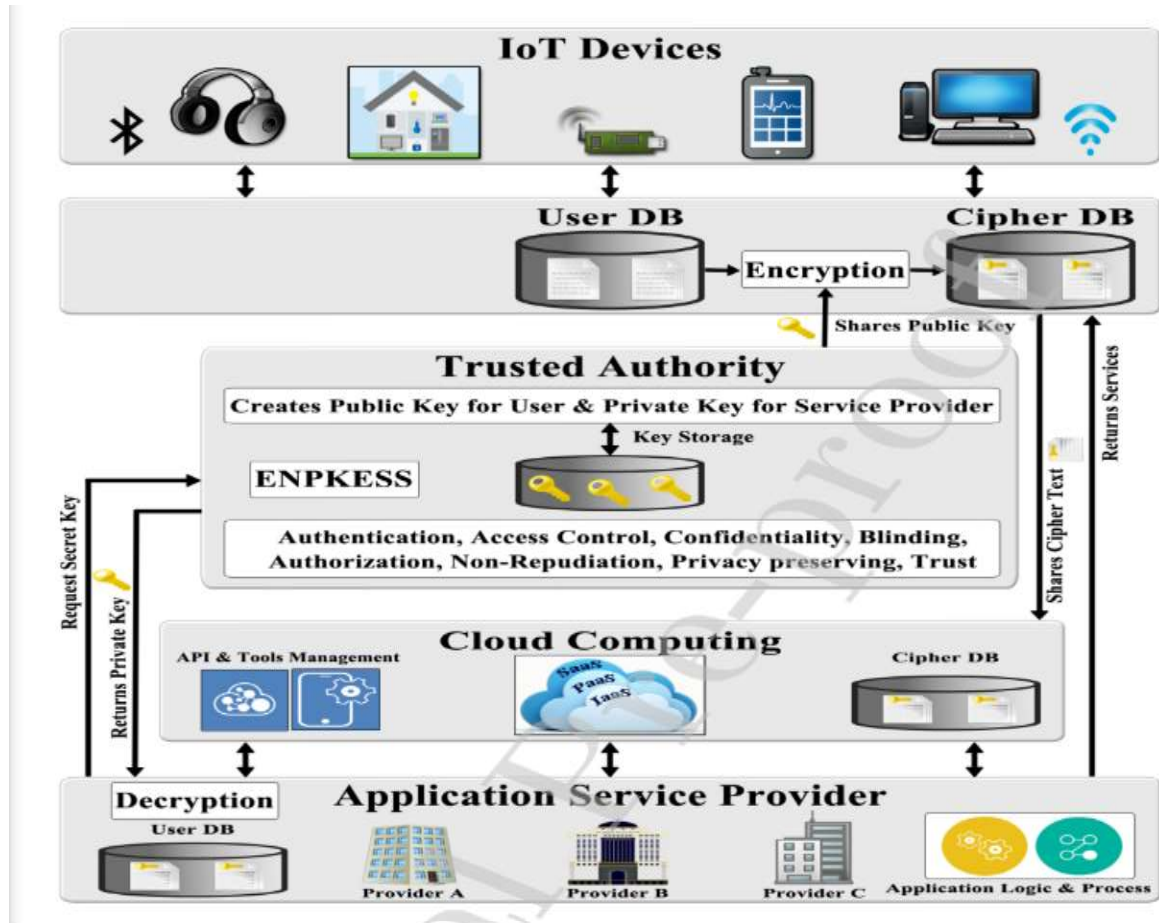 IoT Devices
User DB
Cipher DB
Encryption
Shares Public Key
Trusted Authority
Creates Public Key for User & Private Key for Service Provider
Key Storage
ENPKESS
Authentication, Access Control, Confidentiality, Blinding,
Authorization, Non-Repudiation, Privacy preserving, Trust
Request Secret Key
Returns Private Key
Shares Cipher Text
Returns Services
Cloud Computing
API & Tools Management
SaaS
PaaS
IaaS
Cipher DB
Decryption
Application Service Provider
User DB
Provider A
Provider B
Provider C
Application Logic & Process
Pre-proof